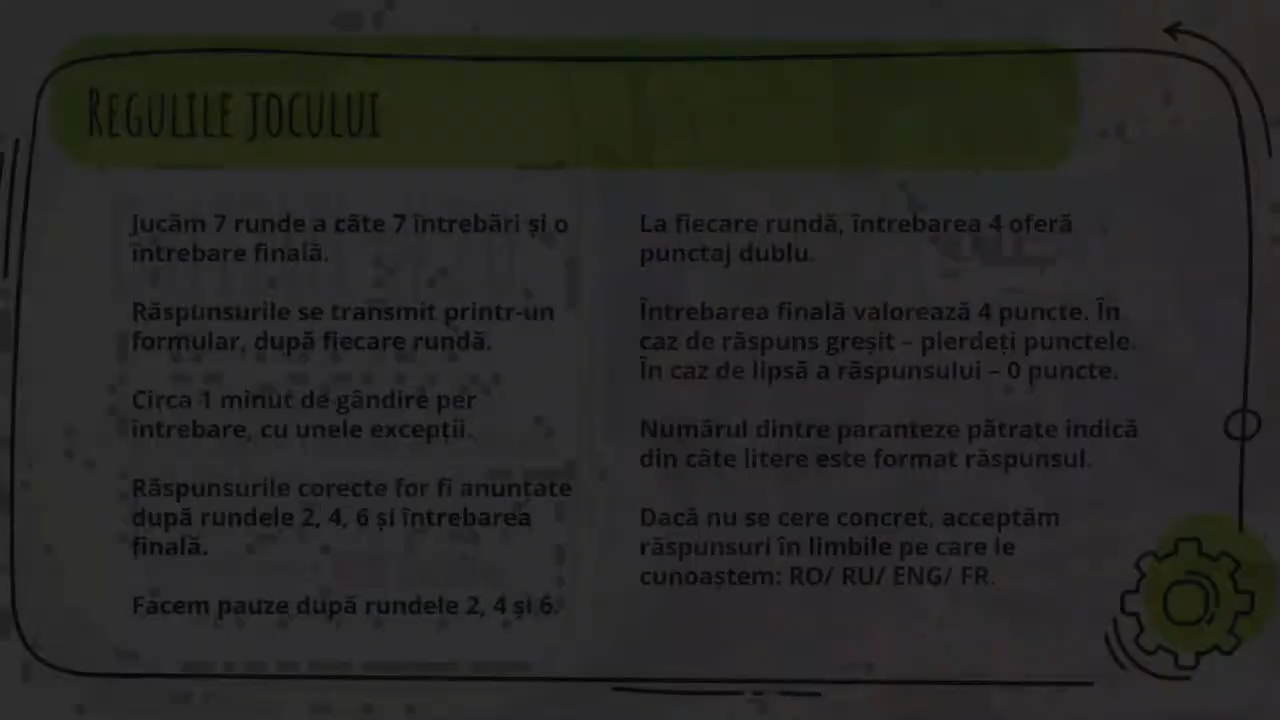 Regulile jocului
Jucăm 7 runde a câte 7 întrebări și o
întrebare finală.
Răspunsurile se transmit printr-un
formular, după fiecare rundă.
Circa 1 minut de gândire per
întrebare, cu unele excepții.
Răspunsurile corecte for fi anunțate
după rundele 2, 4, 6 și întrebarea
finală.
Facem pauze după rundele 2, 4 și 6.
La fiecare rundă, întrebarea 4 oferă
punctaj dublu.
Întrebarea finală valorează 4 puncte. În
caz de răspuns greșit – pierdeți punctele.
În caz de lipsă a răspunsului – 0 puncte.
Numărul dintre paranteze pătrate indică
din câte litere este format răspunsul.
Dacă nu se cere concret, acceptăm
răspunsuri în limbile pe care le
cunoaștem: RO/ RU/ ENG/ FR.